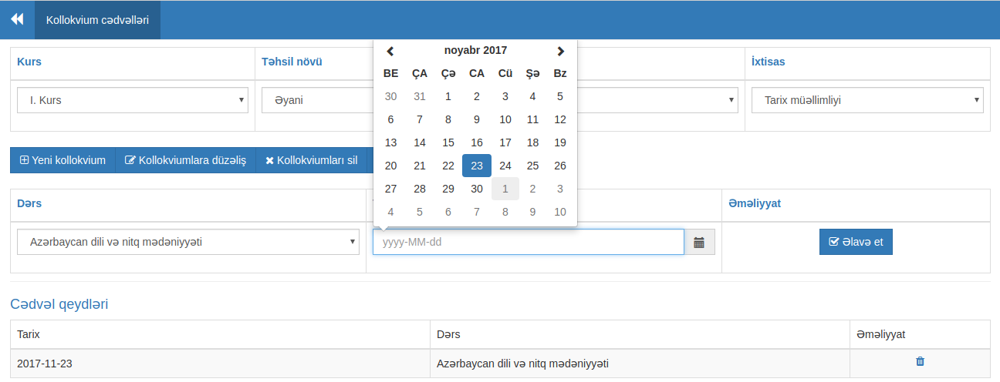 Kollokvium cədvəlləri
Kurs
Təhsil növü
İxtisas
I. Kurs
Əyani
Tarix müəllimliyi
noyabr 2017
BE ÇA Çə CA Cü Şə Bz
30 31 1 2 3 4 5
6 7 8 9 10 11 12
13 14 15 16 17 18 19
20 21 22 23 24 25 26
27 28 29 30 1 2 3
4 5 6 7 8 9 10
Yeni kollokvium
Kollokviumlara düzəliş
Kollokviumları sil
Dərs
Əməliyyat
Azərbaycan dili və nitq mədəniyyəti
yyyy-MM-dd
Əlavə et
Cədvəl qeydləri
Tarix
Dərs
Əməliyyat
2017-11-23
Azərbaycan dili və nitq mədəniyyəti